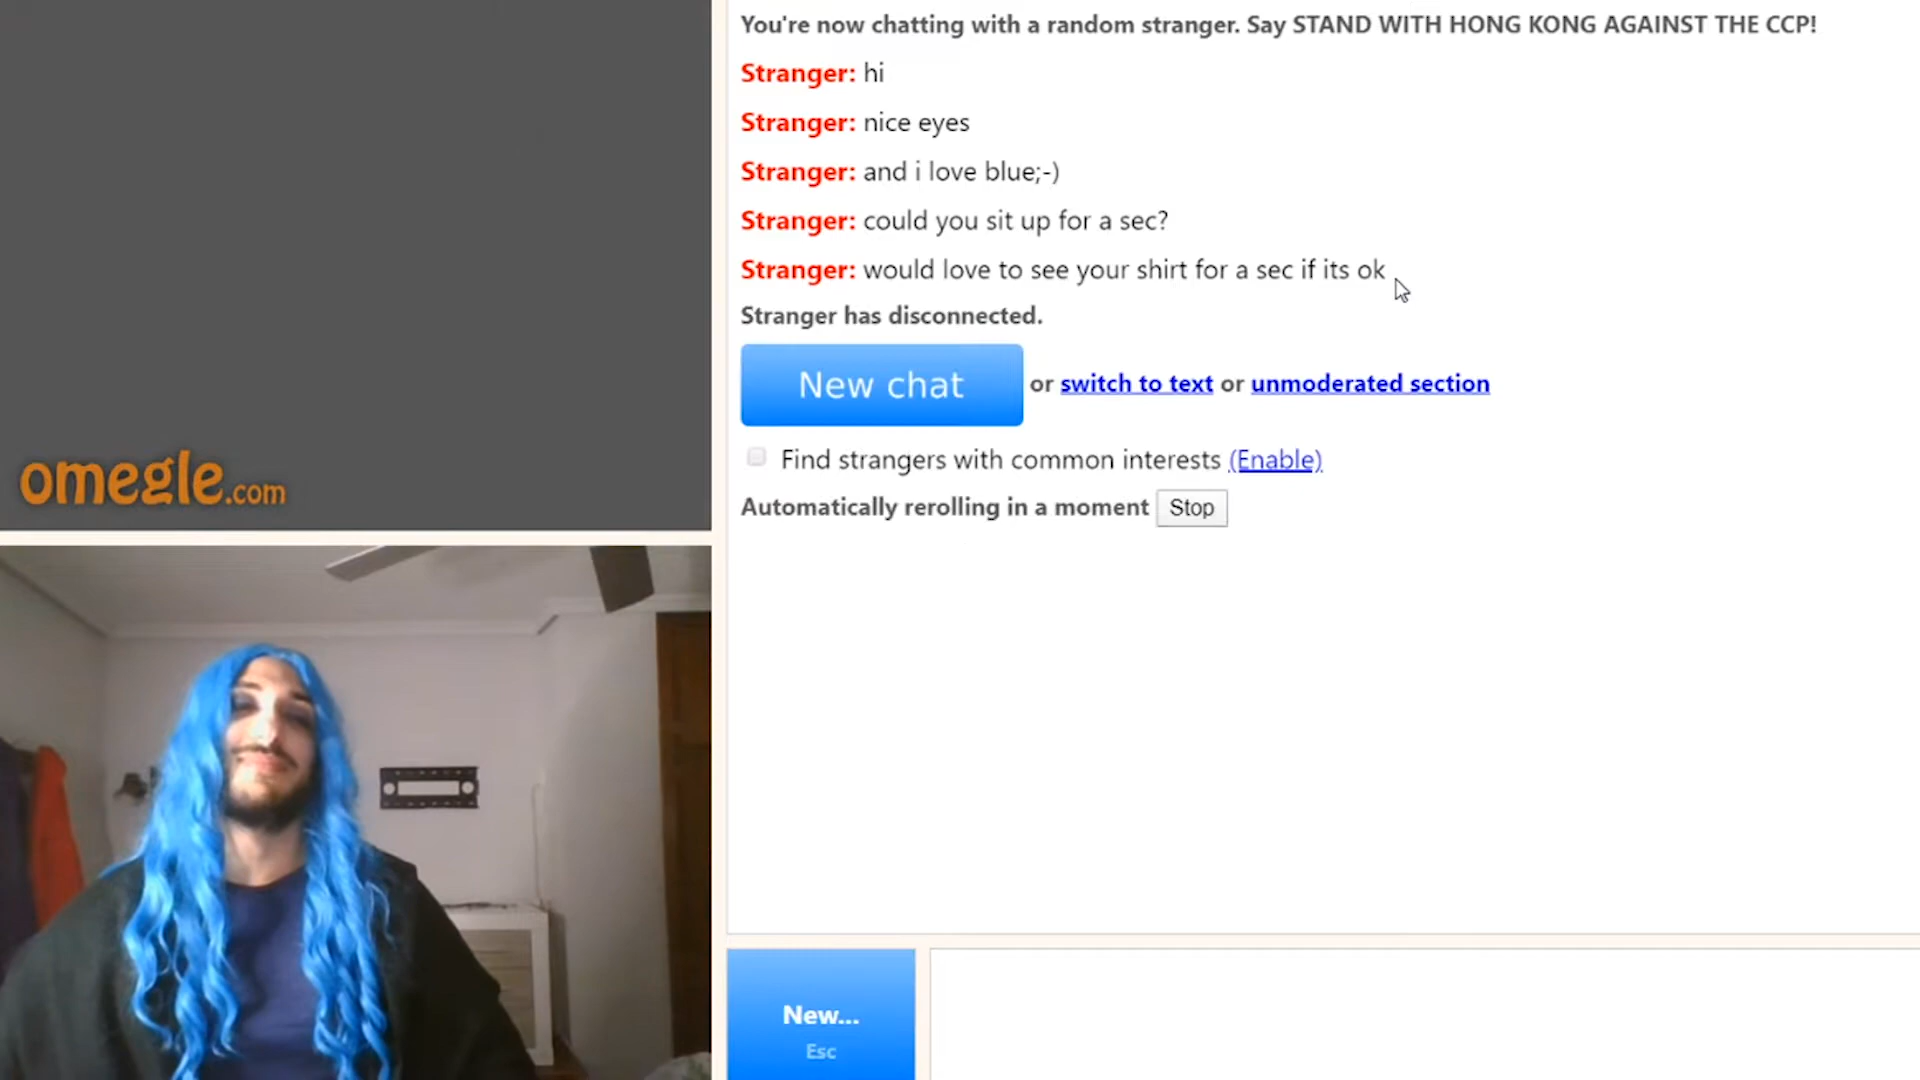 You're now chatting with a random stranger. Say STAND WITH HONG KONG AGAINST THE CCP!
Stranger: hi
Stranger: nice eyes
Stranger: and i love blue;-)
Stranger: could you sit up for a sec?
Stranger: would love to see your shirt for a sec if its ok
Stranger has disconnected.
New chat or switch to text or unmoderated section
Find strangers with common interests (Enable)
Automatically rerolling in a moment Stop
omegle.com
New...
Esc